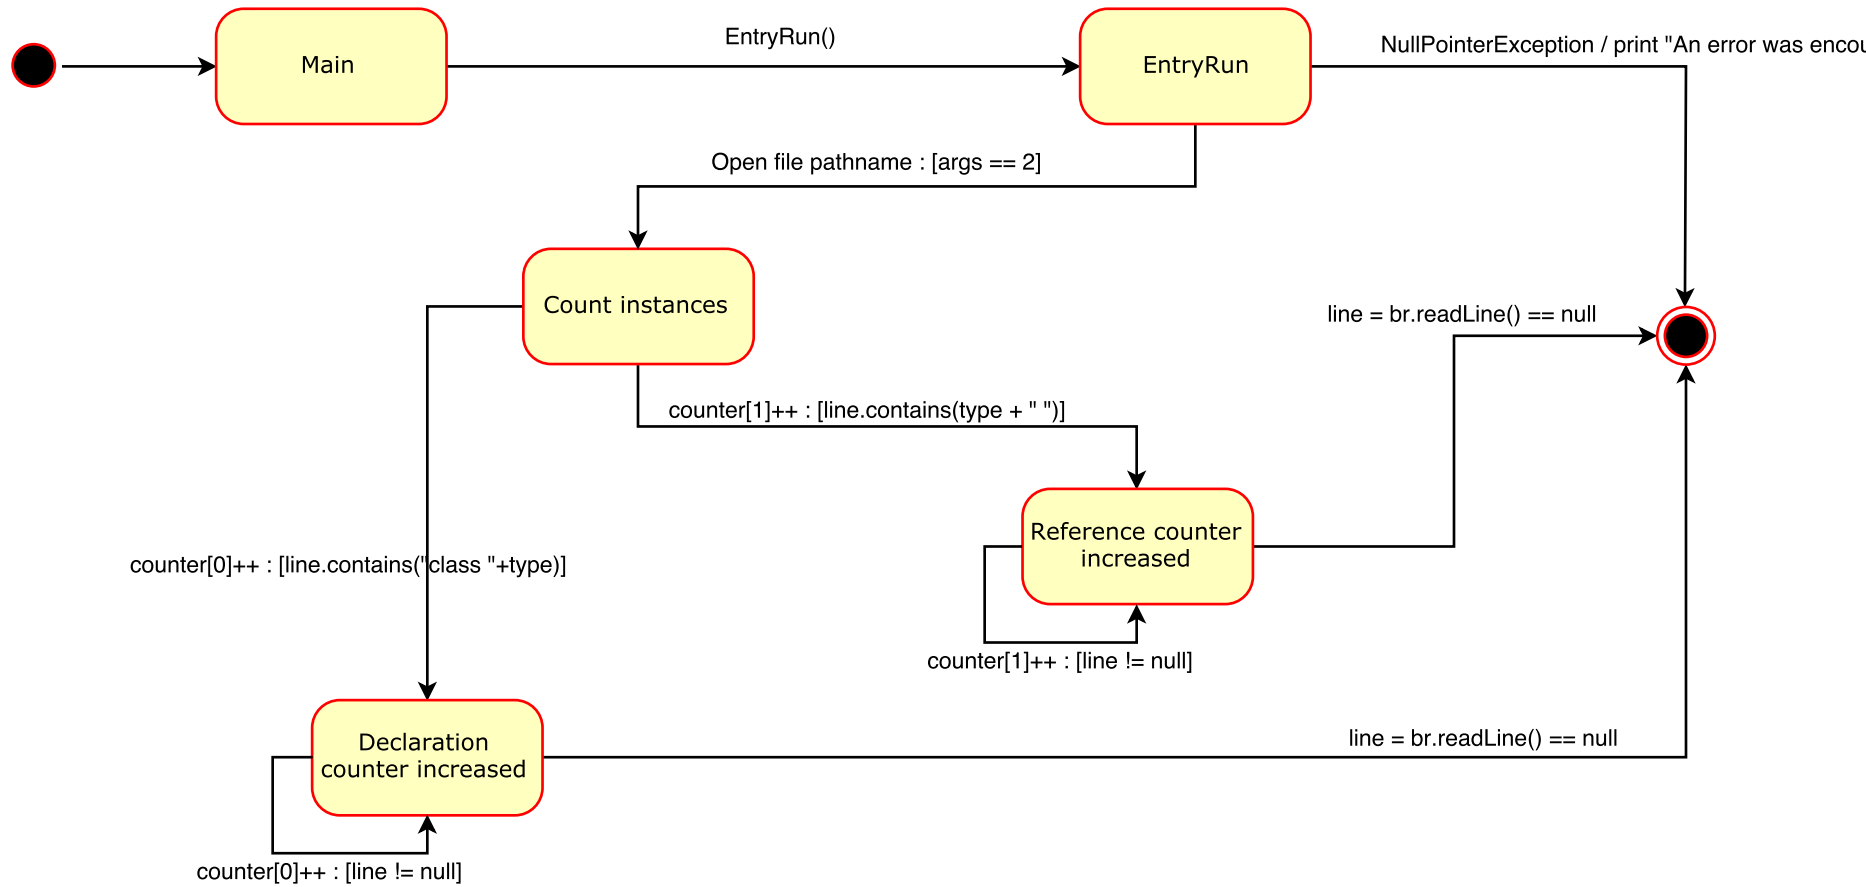 Main
EntryRun()
EntryRun
NullPointerException / print "An error was
Open file pathname : [args == 2]
Count instances
line = br.readLine() == null
counter[1]++ : [line.contains(type + " ")]
Reference counter
increased
counter[0]++ : [line.contains("class "+type)]
counter[1]++ : [line != null]
Declaration
counter increased
line = br.readLine() == null
counter[0]++ : [line != null]